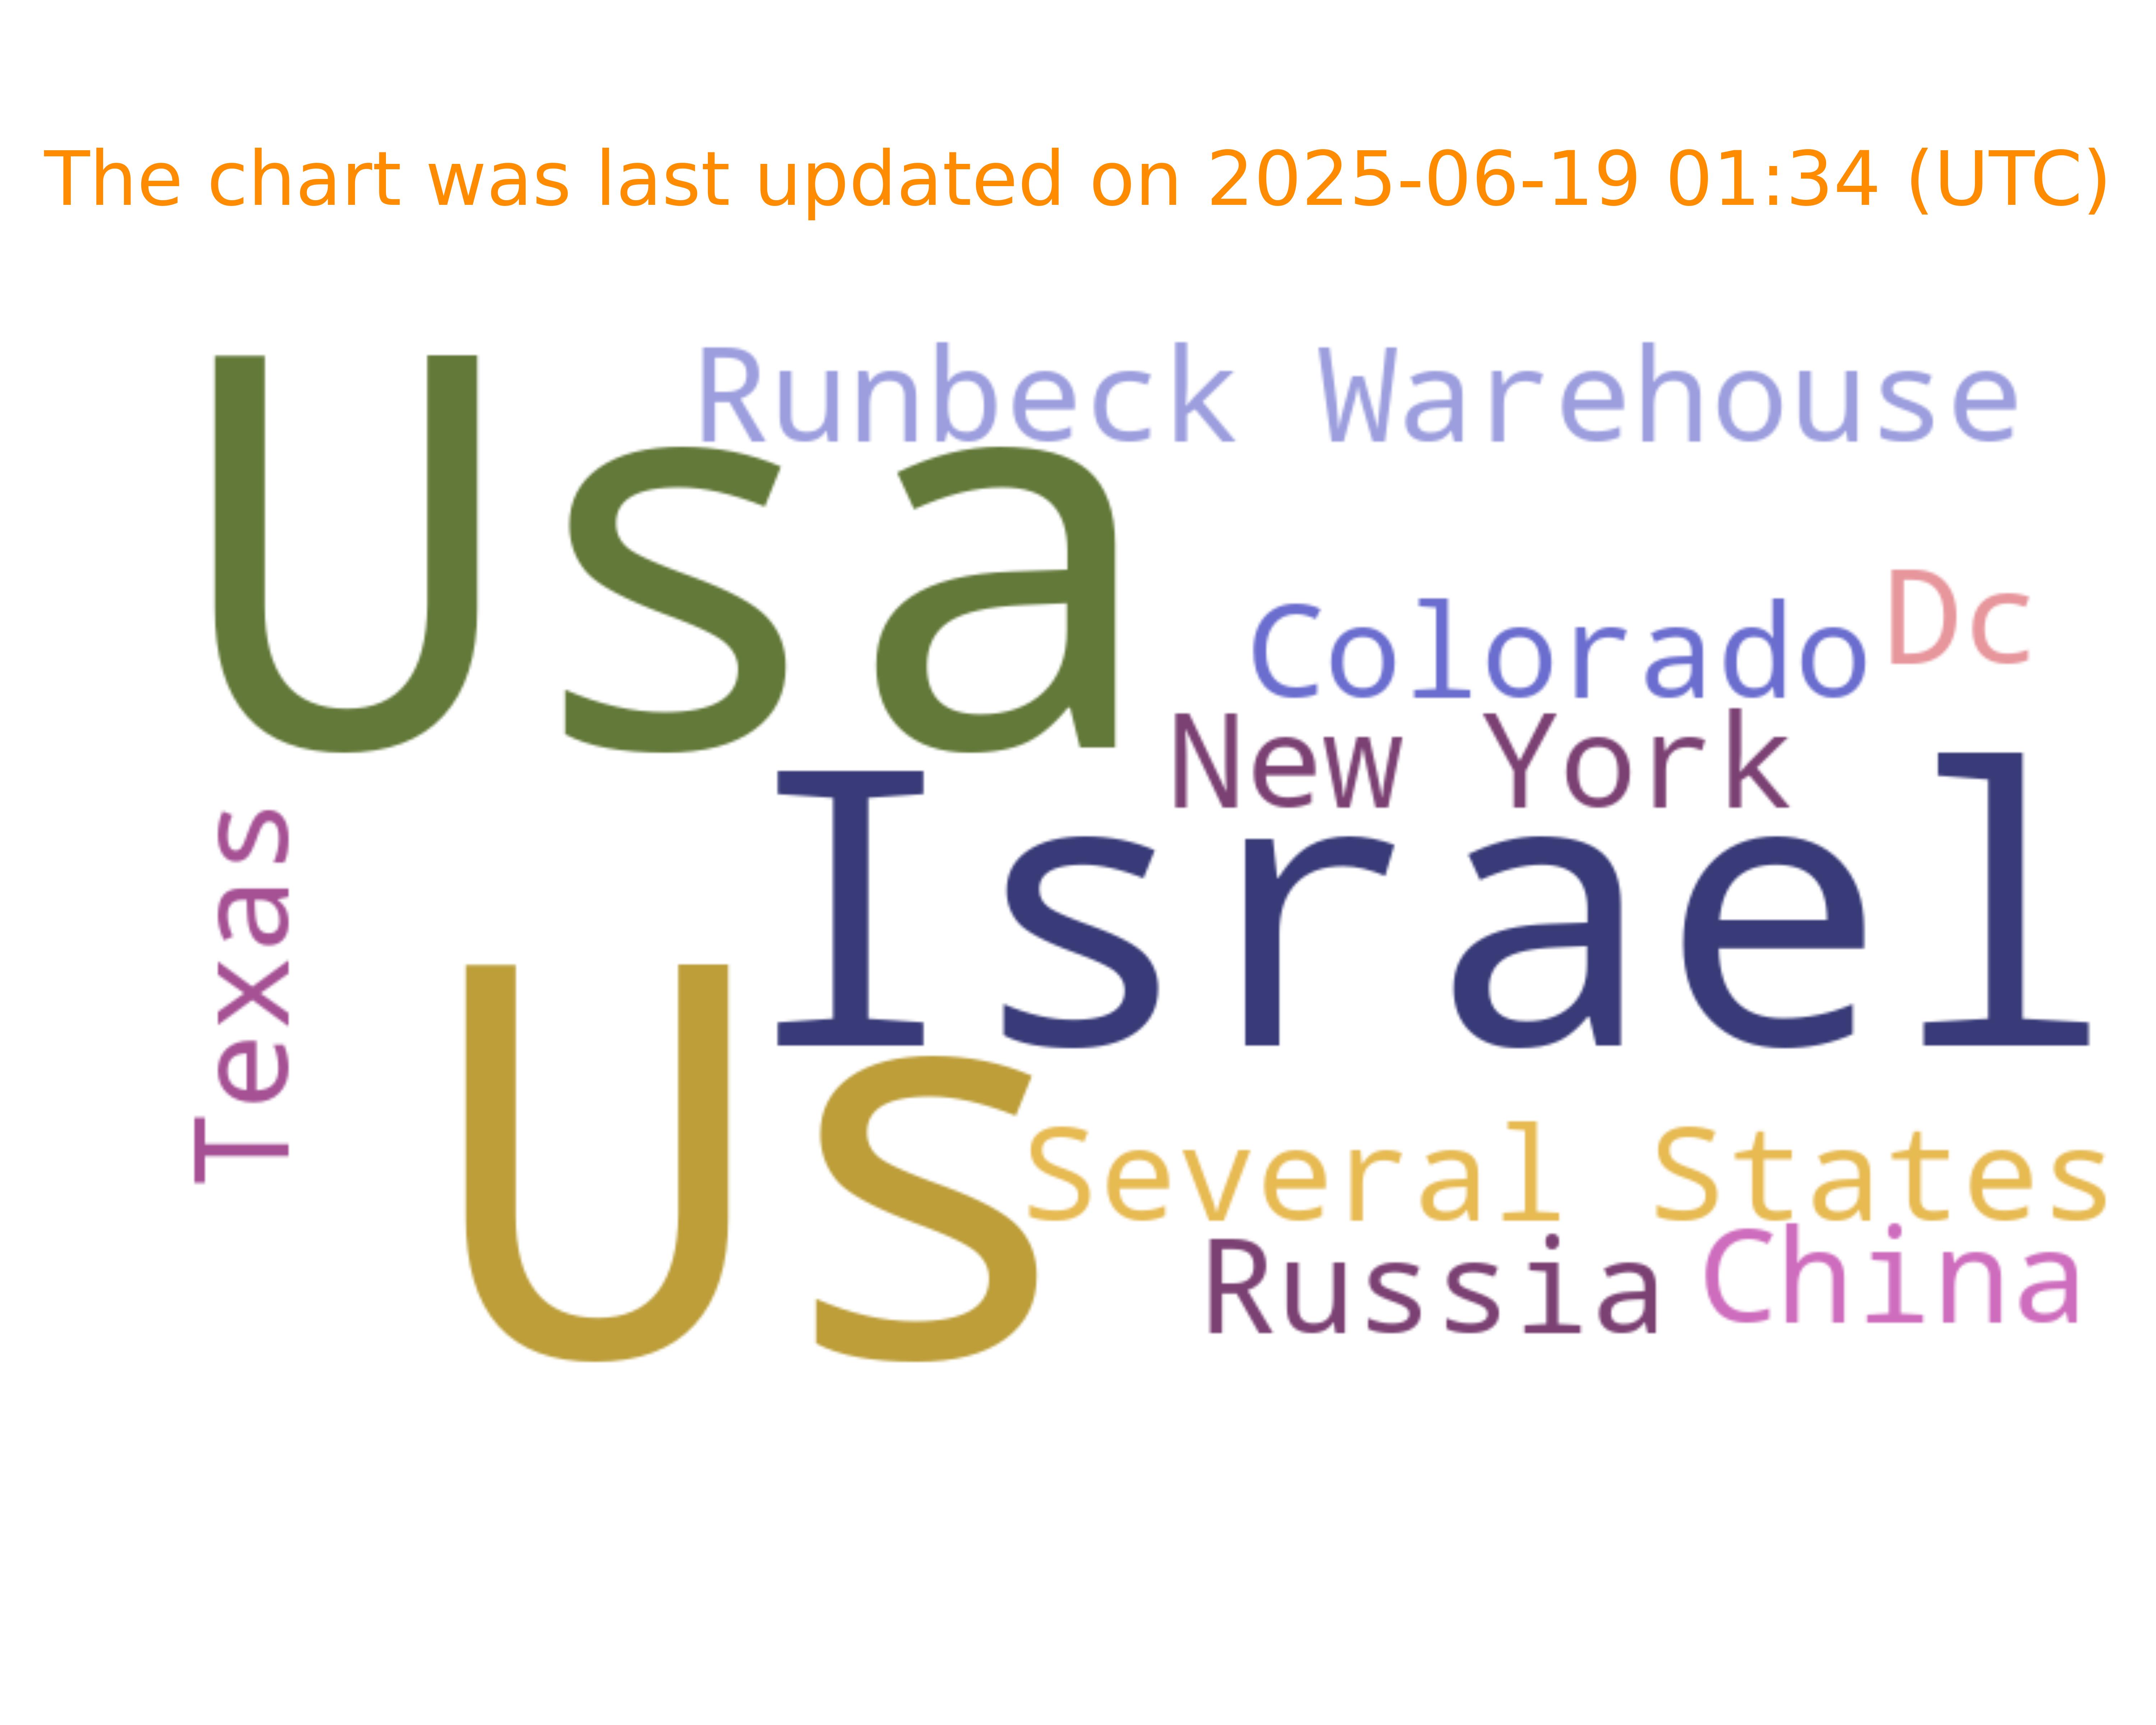 The chart was last updated on 2025-06-19 01:34 (UTC)
Runbeck Warehouse
Usa
Colorado
Dc
New York
Israel
Texas
Us
Several States
Russia
China